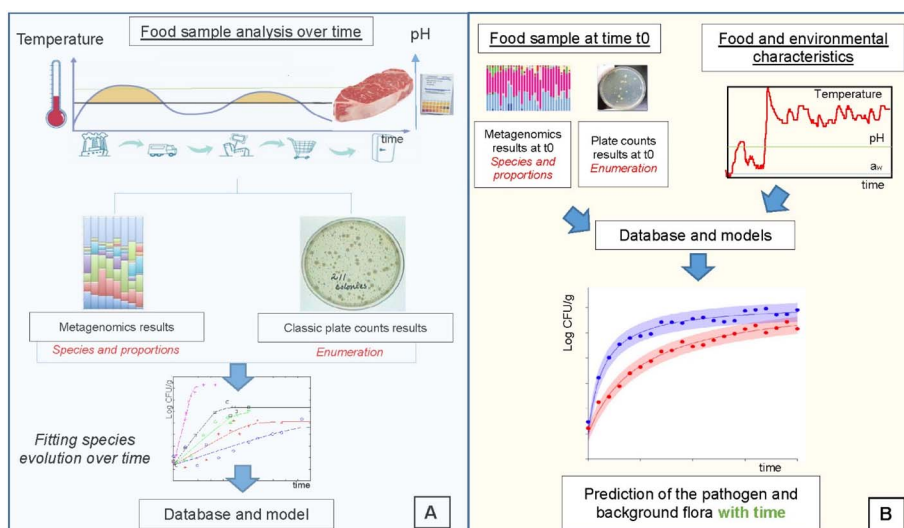 Food sample analysis over time
Temperature
pH
time
Metagenomics results
Species and proportions
211
colonies
Classic plate counts results
Enumeration
Log CFU/g
time
Fitting species
evolution over time
Database and model
A
Food sample at time t0
Metagenomics
results at t0
Species and
proportions
Plate counts
results at t0
Enumeration
Food and environmental
characteristics
Temperature
pH
aw
time
Database and models
Log CFU/g
time
Prediction of the pathogen and
background flora with time
B